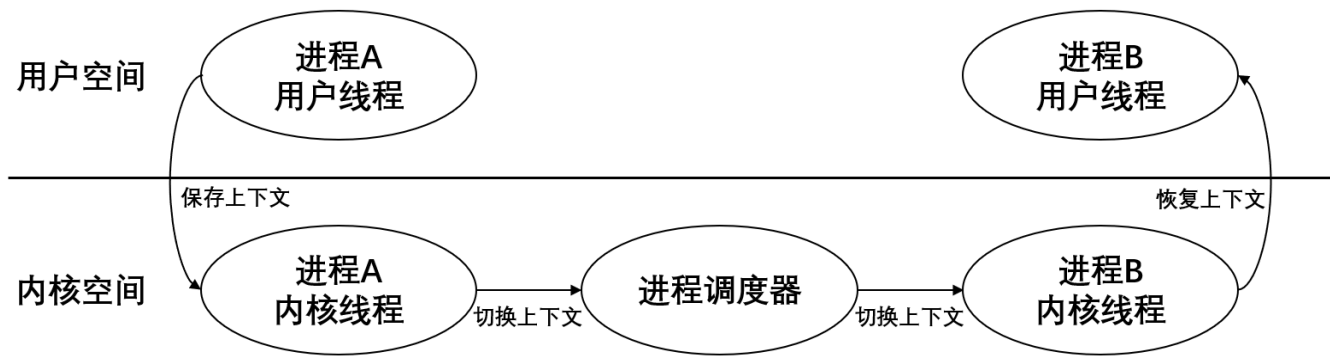 用户空间
进程A
用户线程
进程B
用户线程
保存上下文
恢复上下文
内核空间
进程A
内核线程
切换上下文
进程调度器
切换上下文
进程B
内核线程